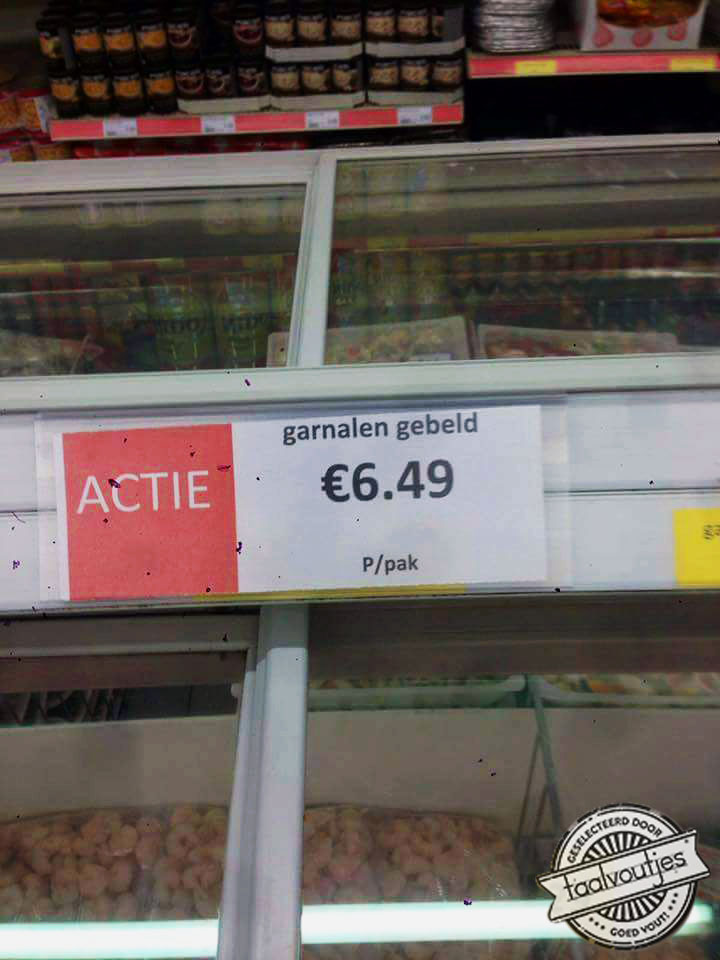 garnalen gebeld
ACTIE
€6.49
P/pak
GESELECTEERD DOOR
taalvoutjes
GOED VOUT!